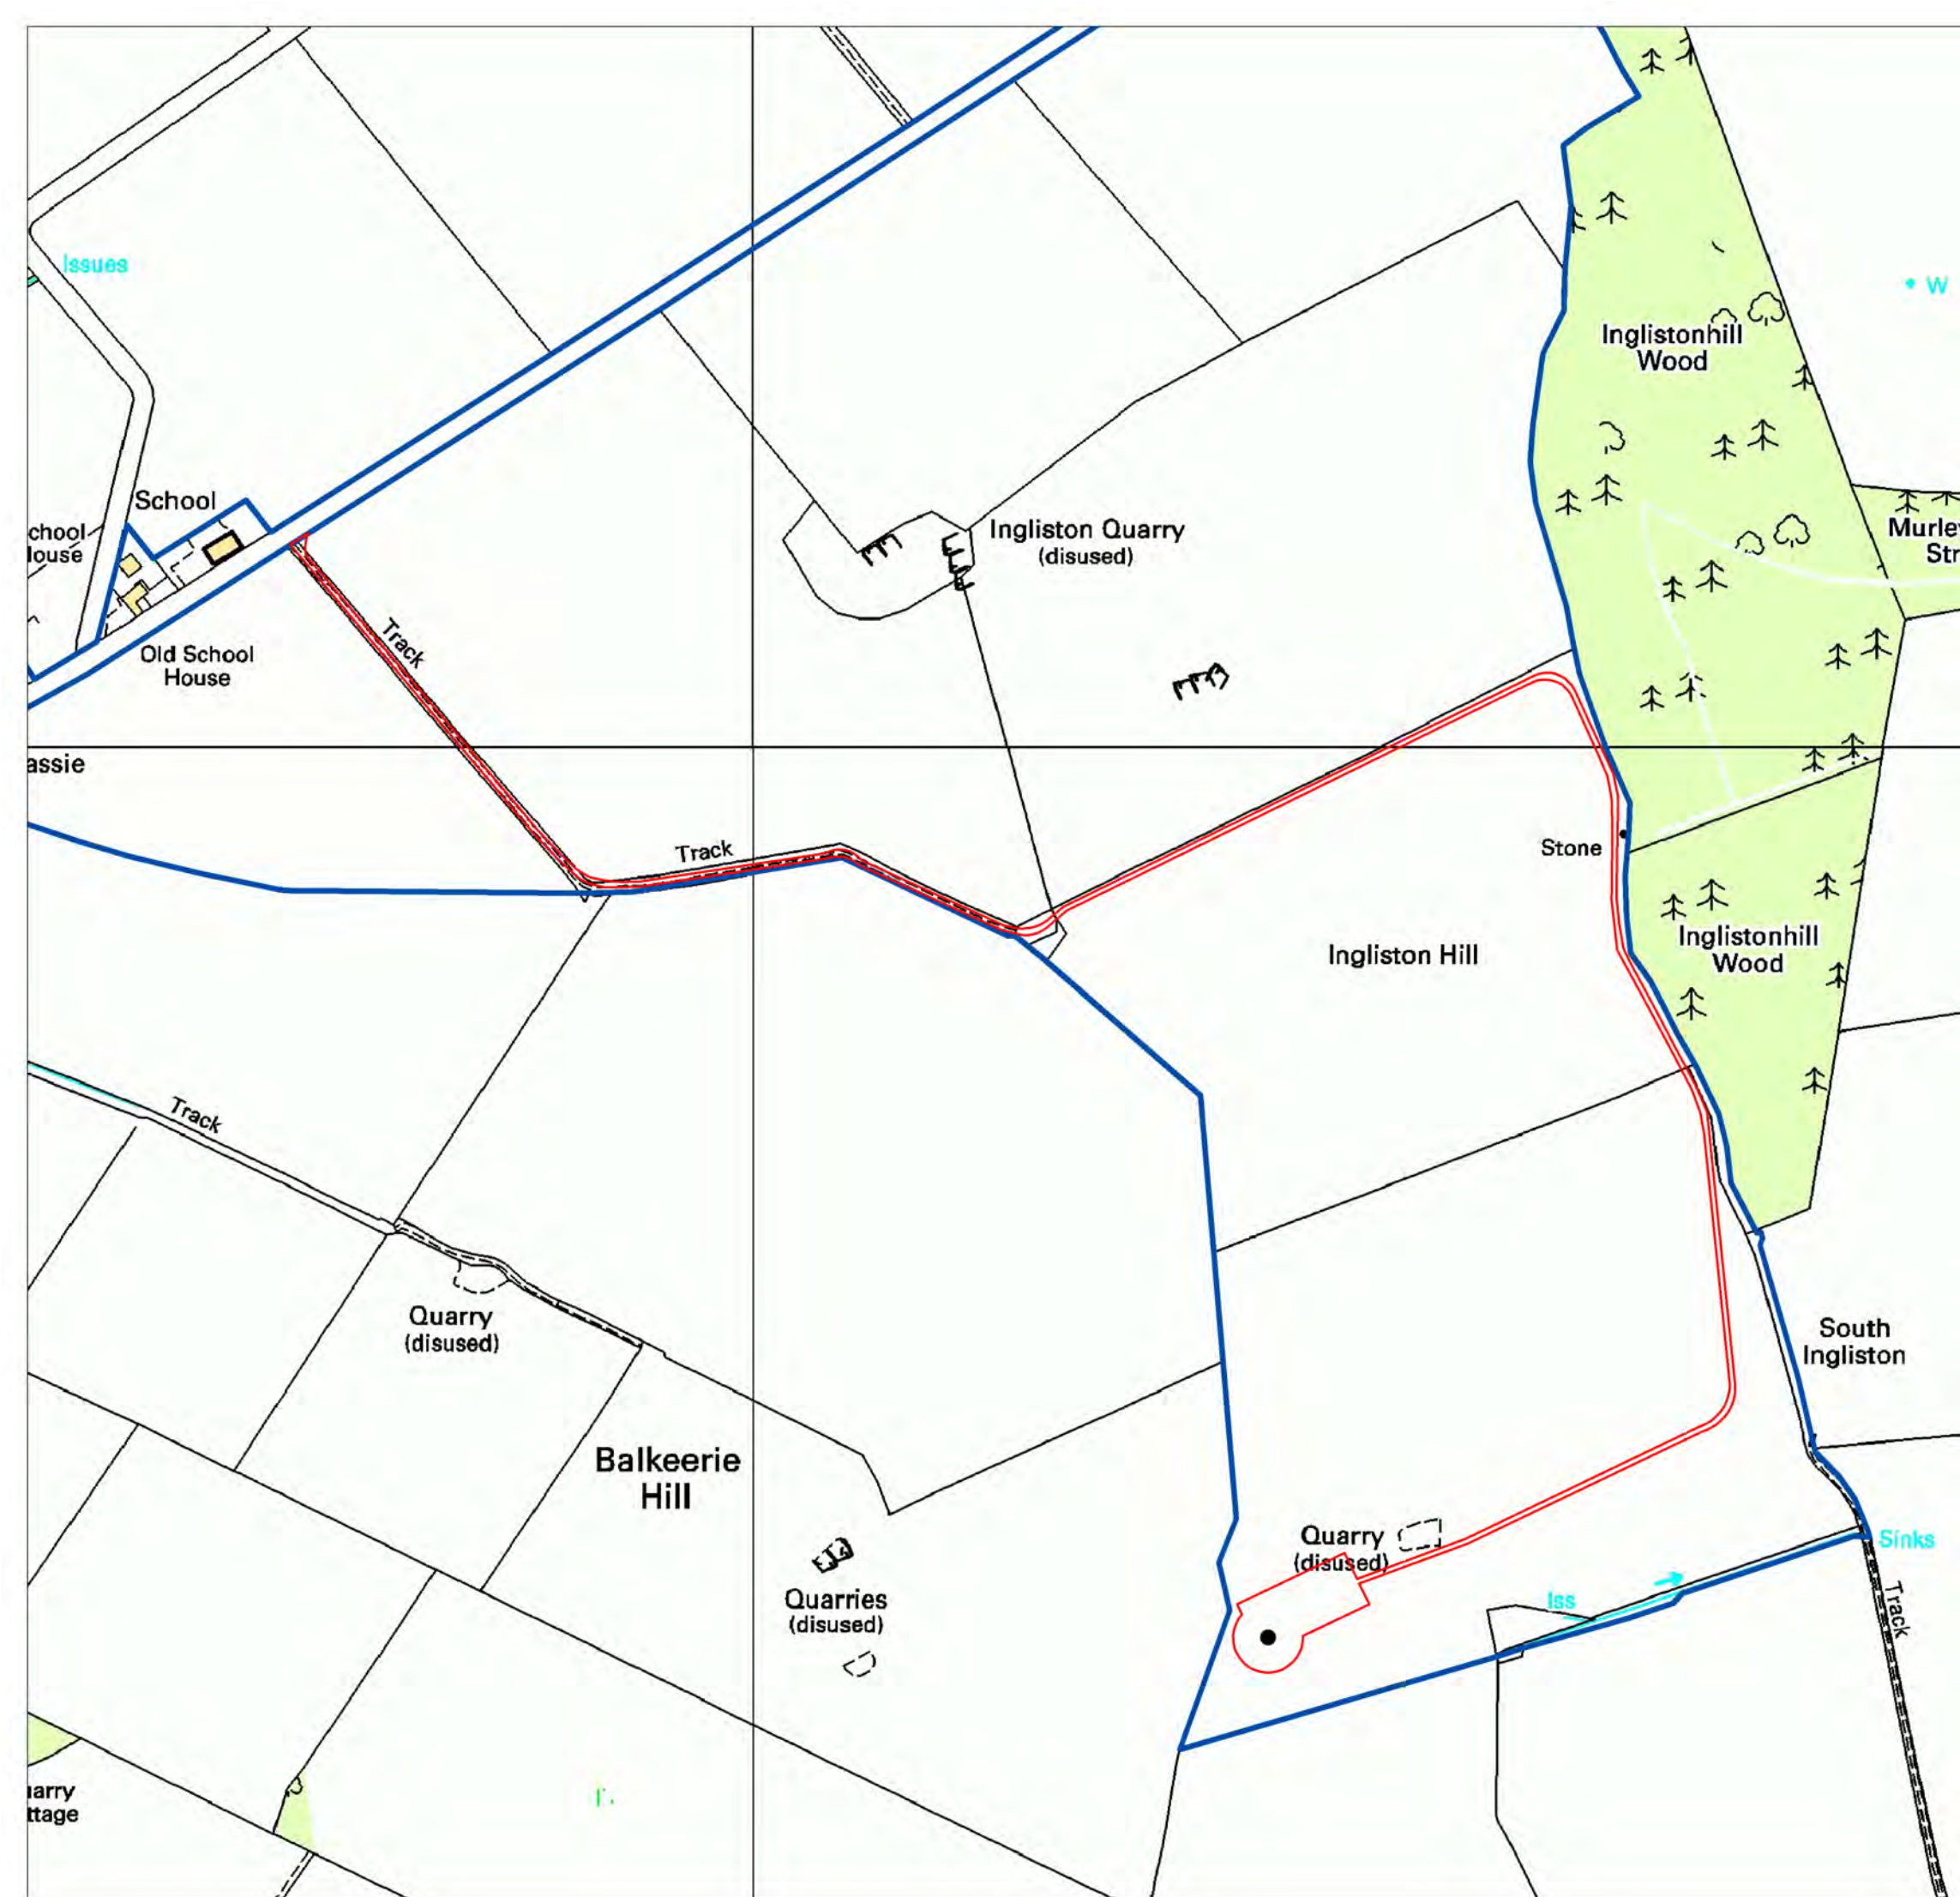 Issues
W
Inglistonhill
Wood
School
chool
louse
Ingliston Quarry
(disused)
Murle
Str
Track
Old School
House
assie
Track
Stone
Inglistonhill
Wood
Ingliston Hill
Track
Quarry
(disused)
South
Ingliston
Balkeerie
Hill
Quarry
(disused)
Sinks
Quarries
(disused)
Iss
Track
arry
ttage